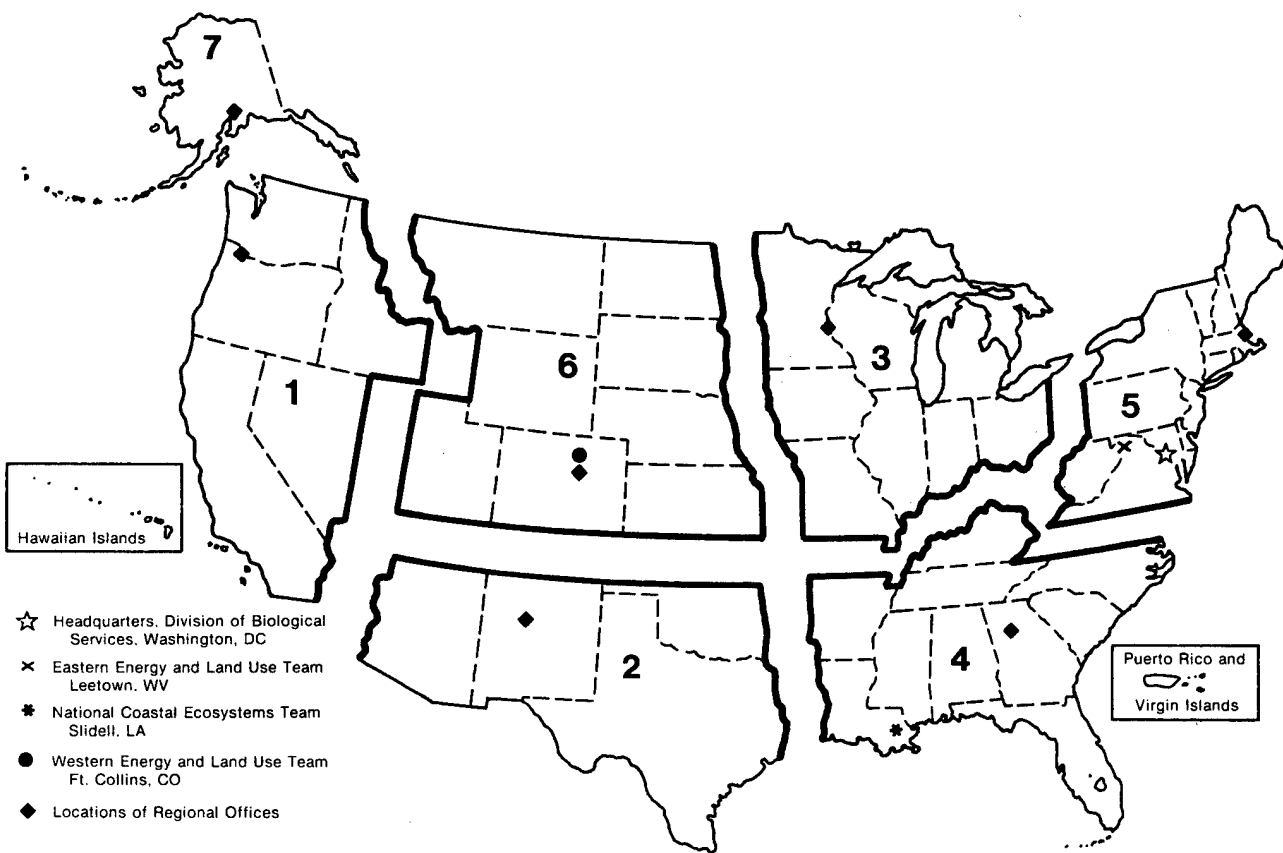 7
1
6
3
5
2
4
Hawaiian Islands
Puerto Rico and
Virgin Islands
Headquarters, Division of Biological
Services, Washington, DC
Eastern Energy and Land Use Team
Leetown, WV
National Coastal Ecosystems Team
Slidell, LA
Western Energy and Land Use Team
Ft. Collins, CO
Locations of Regional Offices